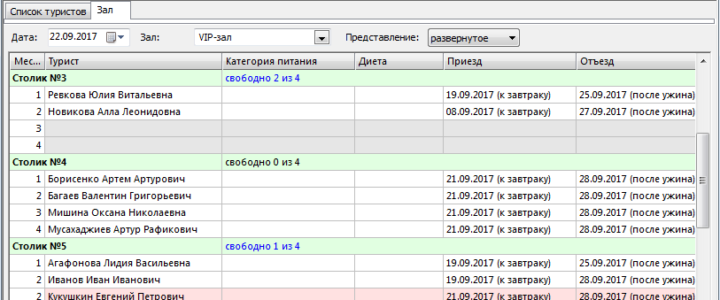 Список туристов Зал
Дата: 22.09.2017 Зал: VIP-зал Представление: развернутое
Мес... Турист Категория питания Диета Приезд Отъезд
Столик №3 свободно 2 из 4
1 Ревкова Юлия Витальевна 19.09.2017 (к завтраку) 25.09.2017 (после ужина)
2 Новикова Алла Леонидовна 08.09.2017 (к завтраку) 27.09.2017 (после ужина)
3
4
Столик №4 свободно 0 из 4
1 Борисенко Артем Артурович 21.09.2017 (к завтраку) 28.09.2017 (после ужина)
2 Багаев Валентин Григорьевич 21.09.2017 (к завтраку) 28.09.2017 (после ужина)
3 Мишина Оксана Николаевна 21.09.2017 (к завтраку) 28.09.2017 (после ужина)
4 Мусахаджиев Артур Рафикович 21.09.2017 (к завтраку) 28.09.2017 (после ужина)
Столик №5 свободно 1 из 4
1 Агафонова Лидия Васильевна 19.09.2017 (к завтраку) 25.09.2017 (после ужина)
2 Иванов Иван Иванович 19.09.2017 (к завтраку) 28.09.2017 (после ужина)
2 Кукушкин Евгений Петрович 21.09.2017 (к завтраку) 28.09.2017 (после ужина)